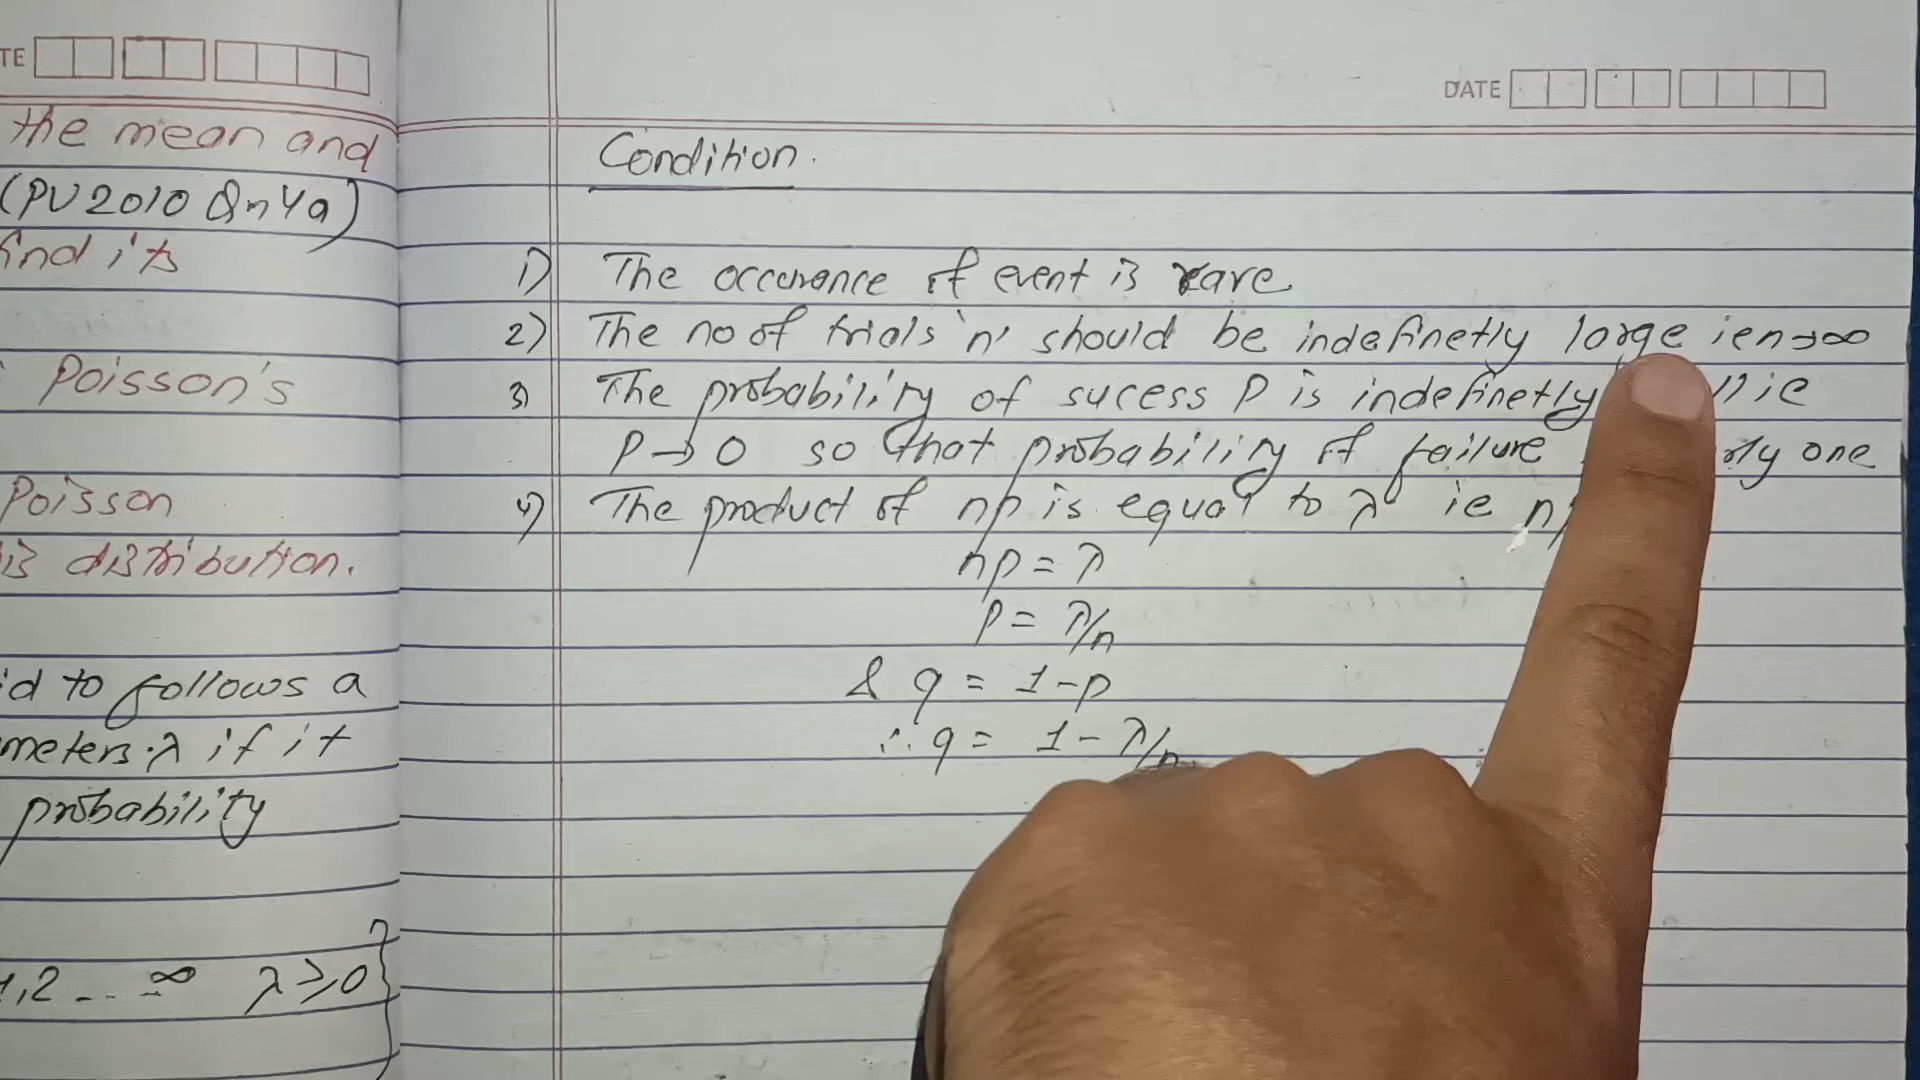 TE
the mean and
(PU 2010 Qn 4a)
find its
Poisson's
Poisson
is distribution.
id to follows a
meters λ if it
probability
1,2 -- ∞ λ ≥ 0}
DATE
Condition.
1) The occurance of event is rare
2) The no of trials 'n' should be indefinetly large ie n→∞
3) The probability of sucess P is indefinetly ie
P→0 so that probability of failure one
4) The product of np is equal to λ ie
np = λ
P = λ/n
& q = 1-p
∴ q = 1 - λ/n